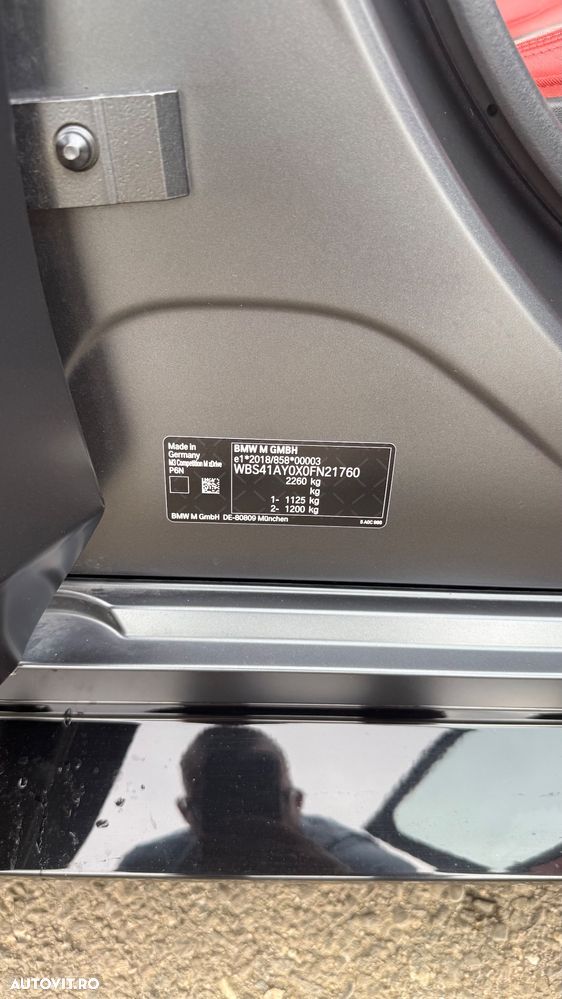 Made in
Germany
M3 Competition M xDrive
P6N
BMW M GMBH
e1*2018/858*00003
WBS41AY0X0FN21760
2260 kg
kg
1- 1125 kg
2- 1200 kg
BMW M GmbH DE-80809 München
AUTOVIT.RO